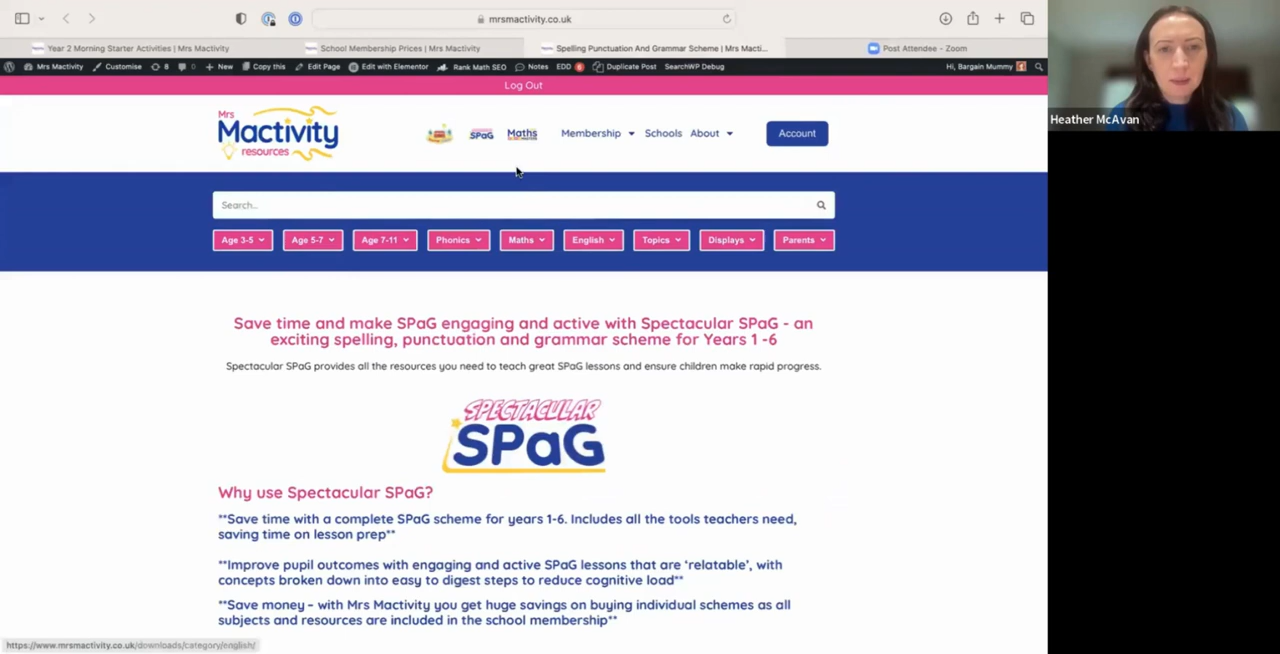 mrsmactivity.co.uk
Year 2 Morning Starter Activities | Mrs Mactivity
School Membership Prices | Mrs Mactivity
Spelling Punctuation And Grammar Scheme | Mrs Macti...
Post Attendee - Zoom
Mrs Mactivity
Customise
8
0
New
Copy this
Edit Page
Edit with Elementor
Rank Math SEO
Notes
EDD 6
Duplicate Post
SearchWP Debug
Hi, Bargain Mummy
Log Out
Mrs
Mactivity
resources
SPaG
Maths
Membership
Schools
About
Account
Search...
Age 3-5
Age 5-7
Age 7-11
Phonics
Maths
English
Topics
Displays
Parents
Save time and make SPaG engaging and active with Spectacular SPaG - an
exciting spelling, punctuation and grammar scheme for Years 1 -6
Spectacular SPaG provides all the resources you need to teach great SPaG lessons and ensure children make rapid progress.
SPECTACULAR
SPaG
Why use Spectacular SPaG?
**Save time with a complete SPaG scheme for years 1-6. Includes all the tools teachers need,
saving time on lesson prep**
**Improve pupil outcomes with engaging and active SPaG lessons that are ‘relatable’, with
concepts broken down into easy to digest steps to reduce cognitive load**
**Save money – with Mrs Mactivity you get huge savings on buying individual schemes as all
subjects and resources are included in the school membership**
https://www.mrsmactivity.co.uk/downloads/category/english/
Heather McAvan